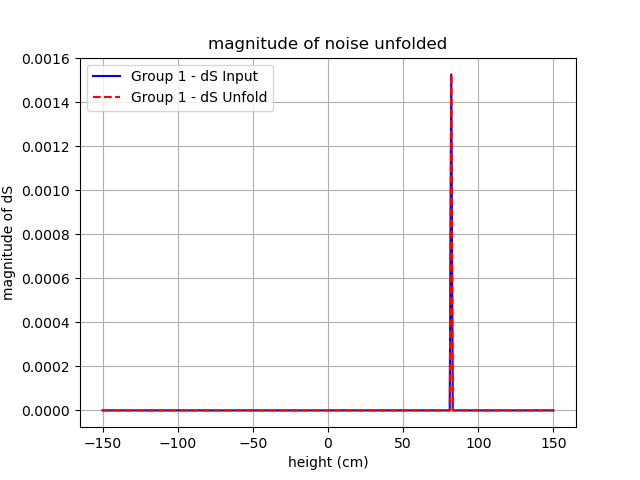 magnitude of noise unfolded
Group 1 - dS Input
Group 1 - dS Unfold
magnitude of dS
0.0016
0.0014
0.0012
0.0010
0.0008
0.0006
0.0004
0.0002
0.0000
−150 −100 −50 0 50 100 150
height (cm)